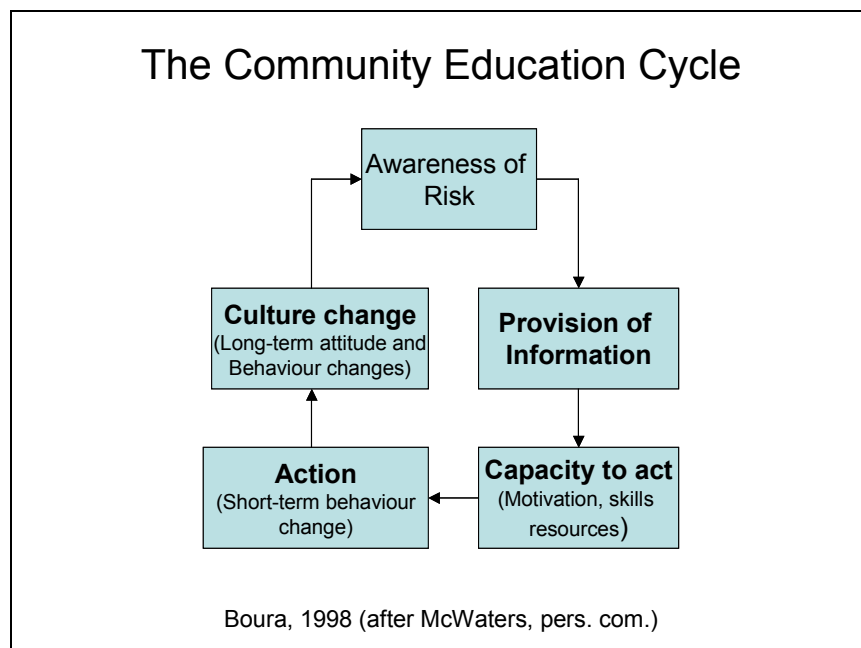 The Community Education Cycle
Awareness of
Risk
Provision of
Information
Capacity to act
(Motivation, skills
resources)
Action
(Short-term behaviour
change)
Culture change
(Long-term attitude and
Behaviour changes)
Boura, 1998 (after McWaters, pers. com.)